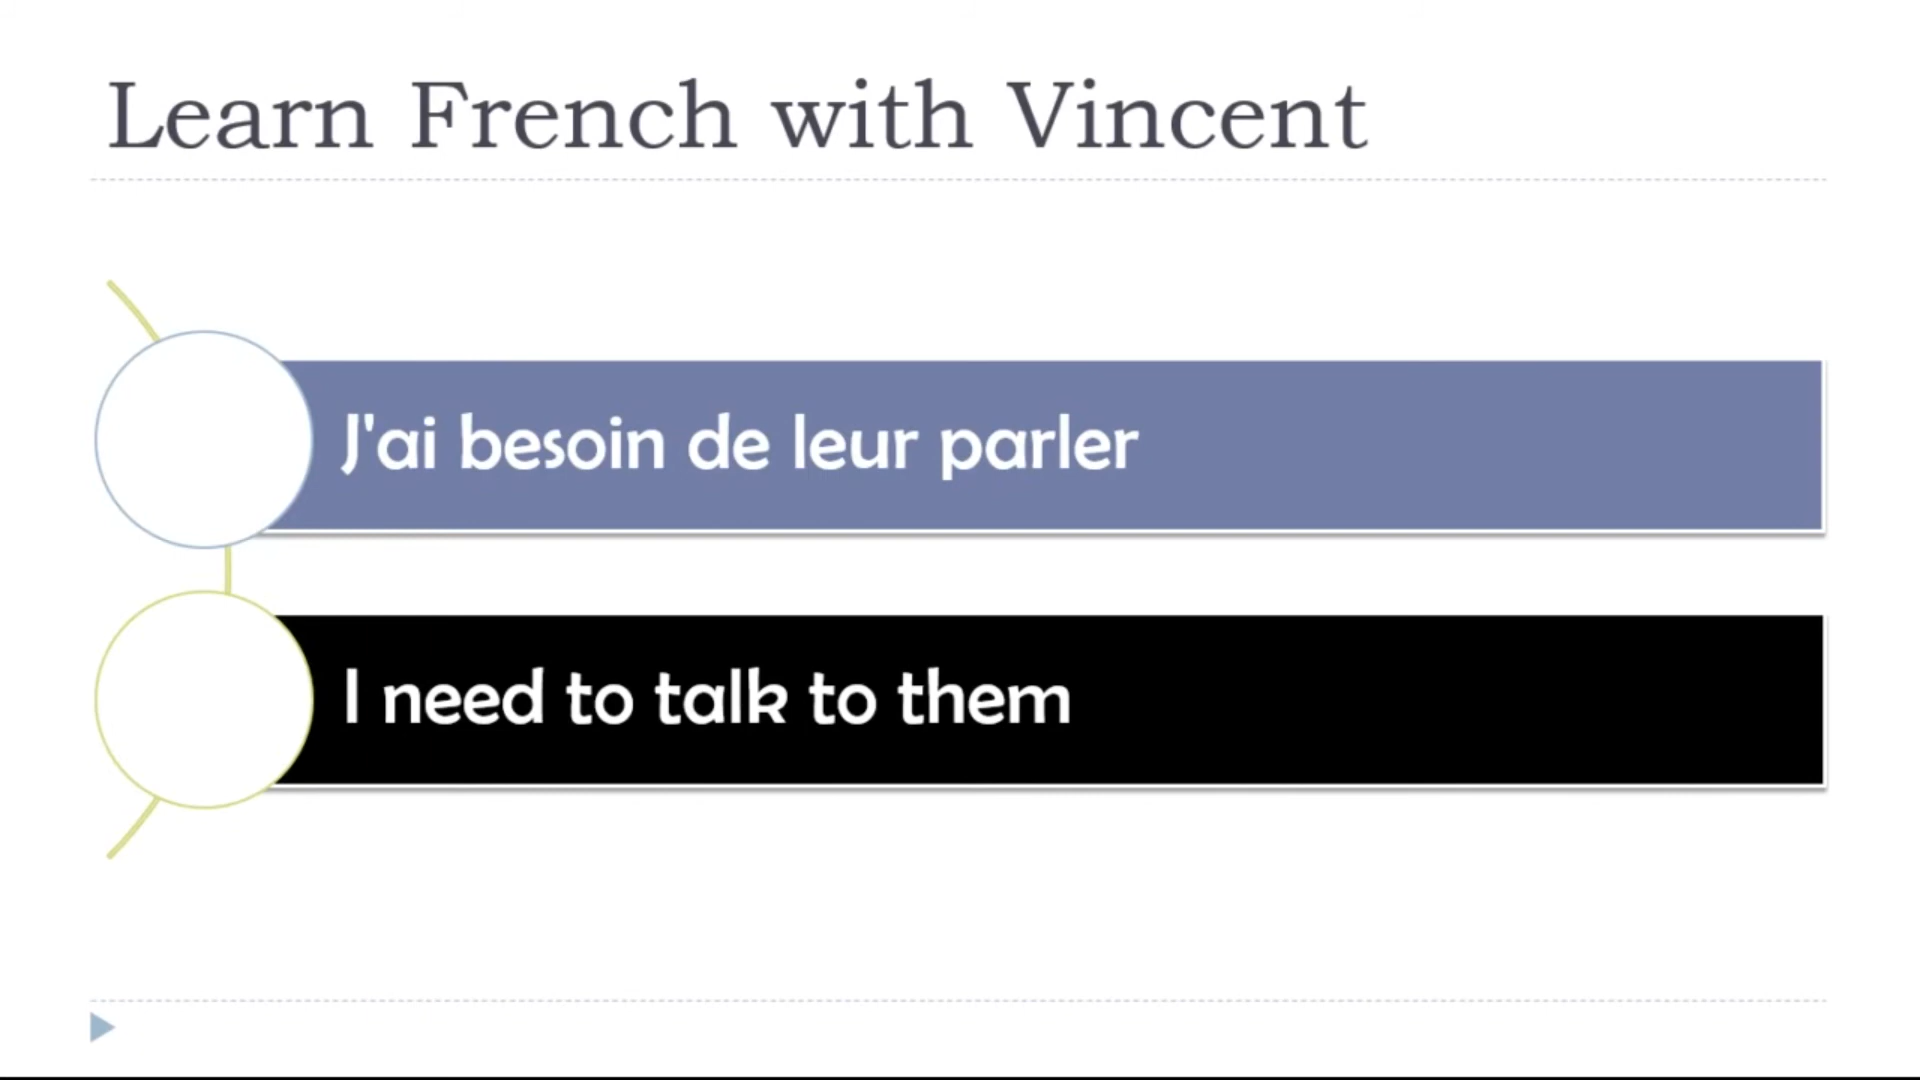 Learn French with Vincent
J'ai besoin de leur parler
I need to talk to them